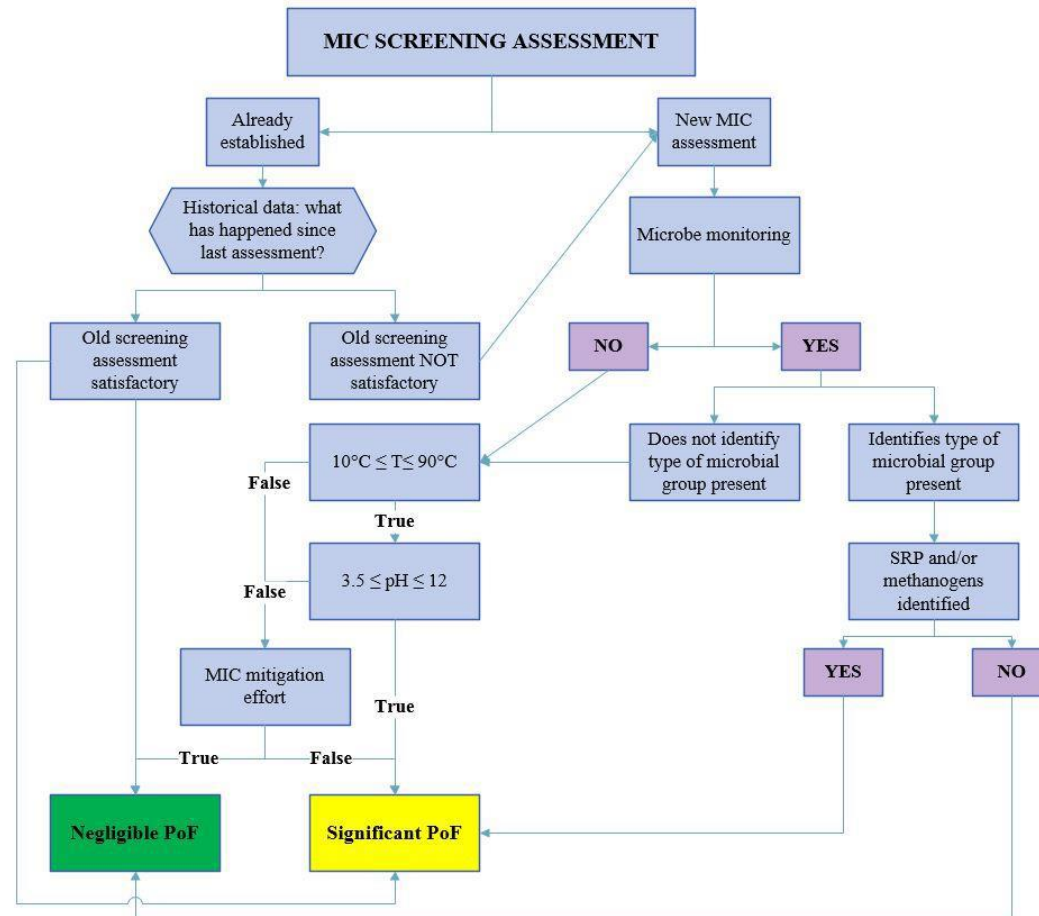 MIC SCREENING ASSESSMENT
Already
established
New MIC
assessment
Historical data: what
has happened since
last assessment?
Microbe monitoring
Old screening
assessment
satisfactory
Old screening
assessment NOT
satisfactory
NO
YES
10°C ≤ T≤ 90°C
Does not identify
type of microbial
group present
Identifies type of
microbial group
present
False
True
3.5 ≤ pH ≤ 12
SRP and/or
methanogens
identified
False
MIC mitigation
effort
YES
NO
True
True
False
Negligible PoF
Significant PoF